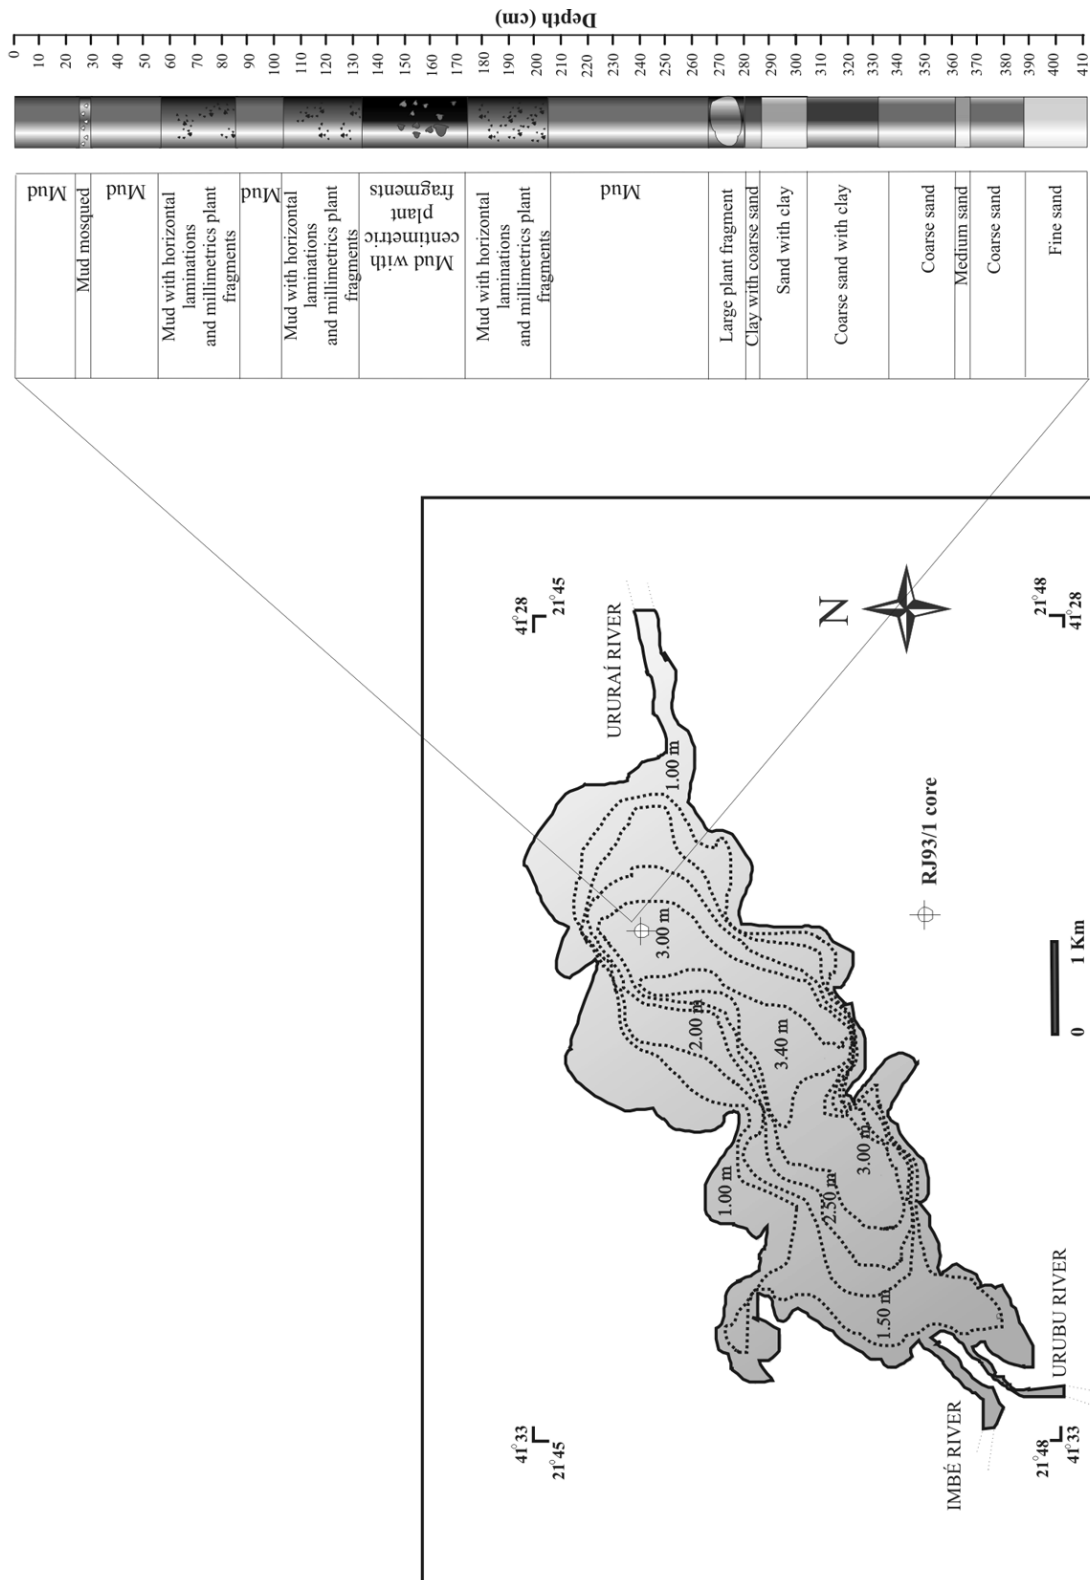 Depth (cm)
0
10
20
30
40
50
60
70
80
90
100
110
120
130
140
150
160
170
180
190
200
210
220
230
240
250
260
270
280
290
300
310
320
330
340
350
360
370
380
390
400
410
Mud
Mud mosqued
Mud
Mud with horizontal
laminations
and millimetrics plant
fragments
Mud
Mud with horizontal
laminations
and millimetrics plant
fragments
Mud with
centimetric
plant
fragments
Mud with horizontal
laminations
and millimetrics plant
fragments
Mud
Large plant fragment
Clay with coarse sand
Sand with clay
Coarse sand with clay
Coarse sand
Medium sand
Coarse sand
Fine sand
41°28
21°45
URURAÍ RIVER
1.00 m
3.00 m
2.00 m
3.40 m
1.00 m
2.50 m
3.00 m
1.50 m
N
21°48
41°28
RJ93/1 core
0
1 Km
41°33
21°45
IMBÉ RIVER
URUBU RIVER
21°48
41°33